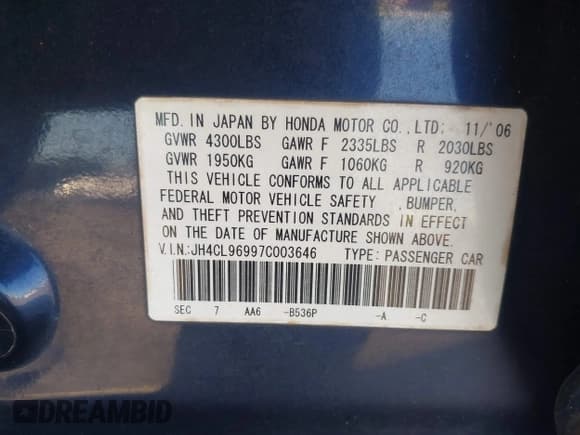 MFD. IN JAPAN BY HONDA MOTOR CO.,LTD; 11/'06
GVWR 4300LBS GAWR F 2335LBS R 2030LBS
GVWR 1950KG GAWR F 1060KG R 920KG
THIS VEHICLE CONFORMS TO ALL APPLICABLE
FEDERAL MOTOR VEHICLE SAFETY ,BUMPER,
AND THEFT PREVENTION STANDARDS IN EFFECT
ON THE DATE OF MANUFACTURE SHOWN ABOVE.
V.I.N:JH4CL96997C003646 TYPE: PASSENGER CAR
SEC 7 AA6 -B536P -A -C
DREAMBID